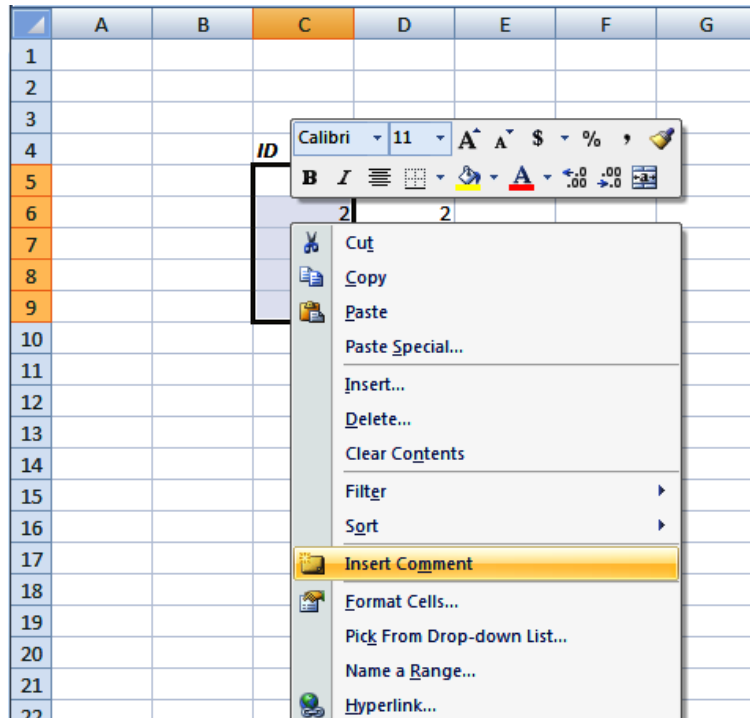 A B C D E F G
1
2
3
Calibri 11 A A $ % ,
4 ID
B I A .0 .00 .00 .0 a
5
6 2 2
7 Cut
8 Copy
9 Paste
10 Paste Special...
11 Insert...
12 Delete...
13 Clear Contents
14
15 Filter
16 Sort
17 Insert Comment
18 Format Cells...
19 Pick From Drop-down List...
20 Name a Range...
21 Hyperlink...
22